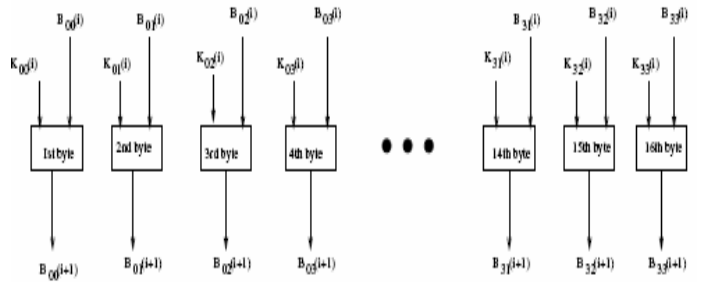 B00(i) B01(i) B02(i) B03(i) B31(i) B32(i) B33(i)
K00(i) K01(i) K02(i) K03(i) K31(i) K32(i) K33(i)
1st byte 2nd byte 3rd byte 4th byte 14th byte 15th byte 16th byte
B00(i+1) B01(i+1) B02(i+1) B03(i+1) B31(i+1) B32(i+1) B33(i+1)